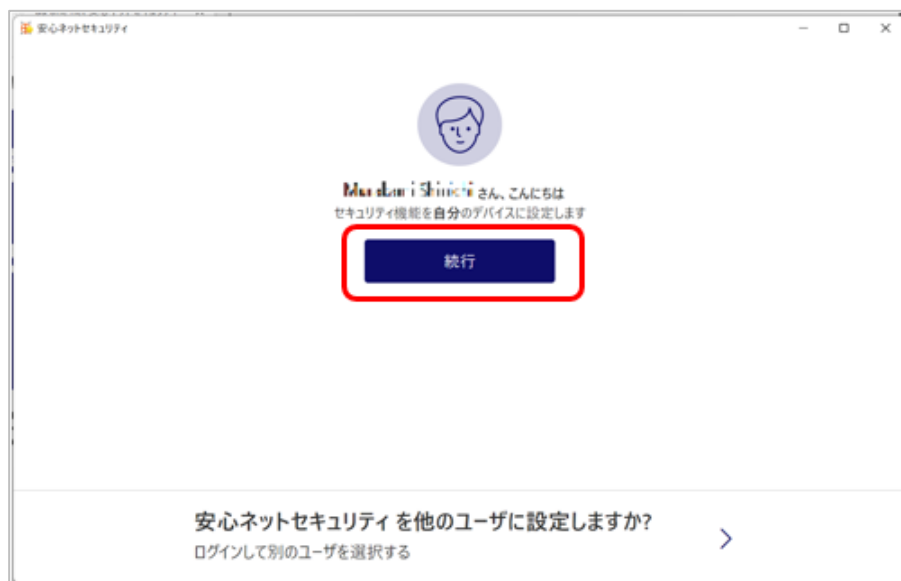 安心ネットセキュリティ
さん、こんにちは
セキュリティ機能を自分のデバイスに設定します
続行
安心ネットセキュリティ を他のユーザに設定しますか?
ログインして別のユーザを選択する